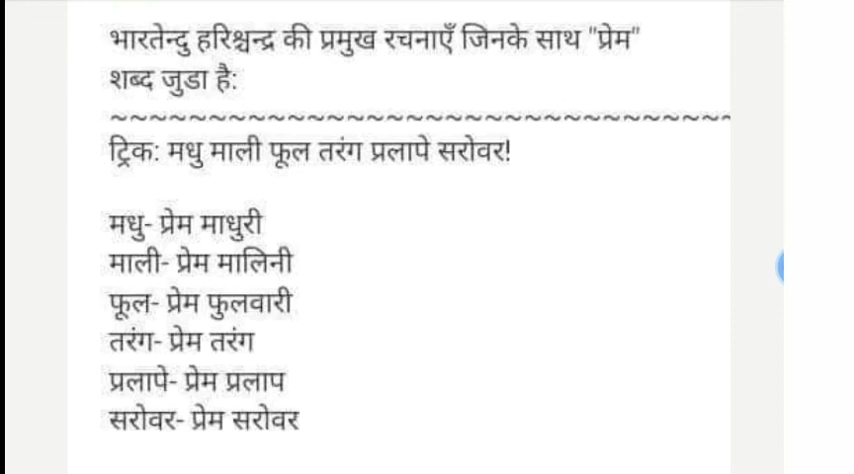 भारतेन्दु हरिश्चन्द्र की प्रमुख रचनाएँ जिनके साथ "प्रेम"
शब्द जुडा है:
~~~~~~~~~~~~~~~~~~~~~~~~~~~~~~~~
ट्रिक: मधु माली फूल तरंग प्रलापे सरोवर!
मधु- प्रेम माधुरी
माली- प्रेम मालिनी
फूल- प्रेम फुलवारी
तरंग- प्रेम तरंग
प्रलापे- प्रेम प्रलाप
सरोवर- प्रेम सरोवर